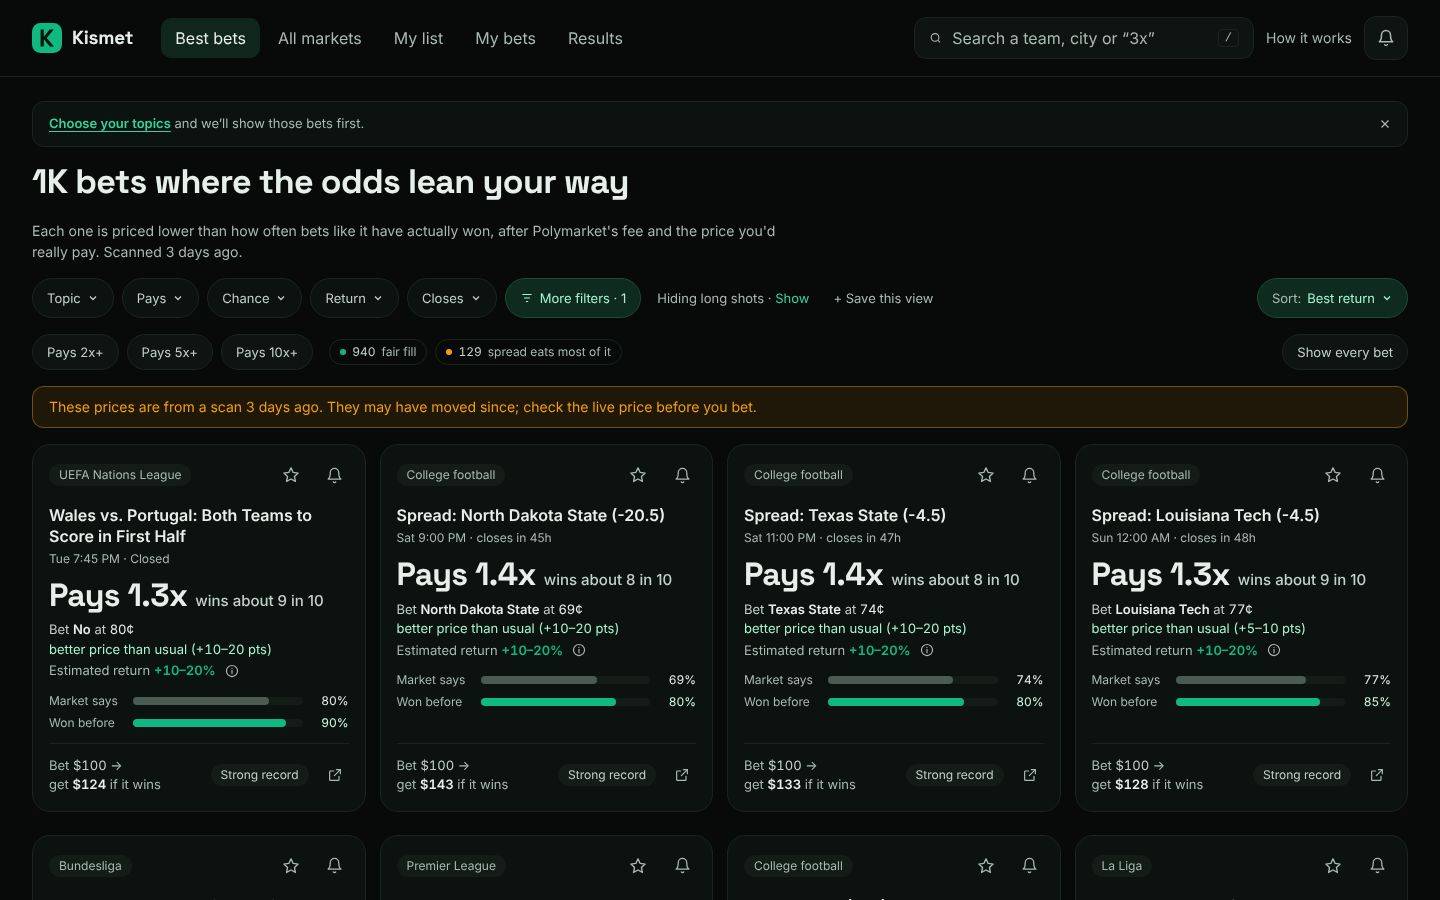 Kismet
Best bets
All markets
My list
My bets
Results
Search a team, city or “3x”
/
How it works
Choose your topics and we'll show those bets first.
1K bets where the odds lean your way
Each one is priced lower than how often bets like it have actually won, after Polymarket's fee and the price you'd
really pay. Scanned 3 days ago.
Topic
Pays
Chance
Return
Closes
More filters · 1
Hiding long shots · Show
+ Save this view
Sort: Best return
Pays 2x+
Pays 5x+
Pays 10x+
940 fair fill
129 spread eats most of it
Show every bet
These prices are from a scan 3 days ago. They may have moved since; check the live price before you bet.
UEFA Nations League
Wales vs. Portugal: Both Teams to
Score in First Half
Tue 7:45 PM · Closed
Pays 1.3x wins about 9 in 10
Bet No at 80¢
better price than usual (+10–20 pts)
Estimated return +10–20%
Market says 80%
Won before 90%
Bet $100 →
get $124 if it wins
Strong record
College football
Spread: North Dakota State (-20.5)
Sat 9:00 PM · closes in 45h
Pays 1.4x wins about 8 in 10
Bet North Dakota State at 69¢
better price than usual (+10–20 pts)
Estimated return +10–20%
Market says 69%
Won before 80%
Bet $100 →
get $143 if it wins
Strong record
College football
Spread: Texas State (-4.5)
Sat 11:00 PM · closes in 47h
Pays 1.4x wins about 8 in 10
Bet Texas State at 74¢
better price than usual (+10–20 pts)
Estimated return +10–20%
Market says 74%
Won before 80%
Bet $100 →
get $133 if it wins
Strong record
College football
Spread: Louisiana Tech (-4.5)
Sun 12:00 AM · closes in 48h
Pays 1.3x wins about 9 in 10
Bet Louisiana Tech at 77¢
better price than usual (+5–10 pts)
Estimated return +10–20%
Market says 77%
Won before 85%
Bet $100 →
get $128 if it wins
Strong record
Bundesliga
Premier League
College football
La Liga